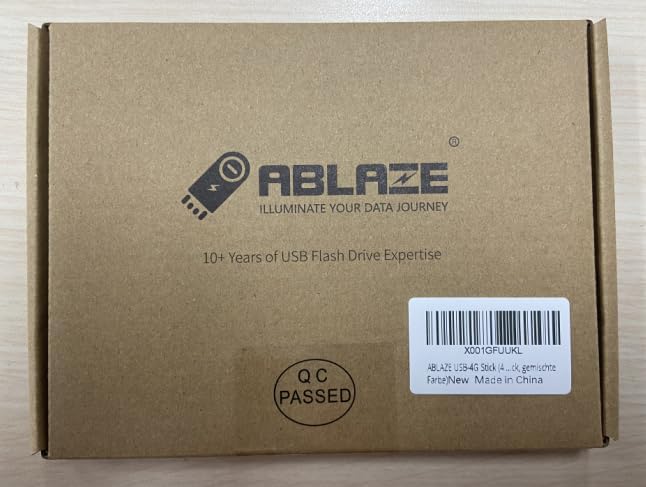 ABLAZE®
ILLUMINATE YOUR DATA JOURNEY
10+ Years of USB Flash Drive Expertise
X001GFUUKL
ABLAZE USB-4G Stick (4 ...ck, gemischte
Farbe)New Made in China
QC
PASSED